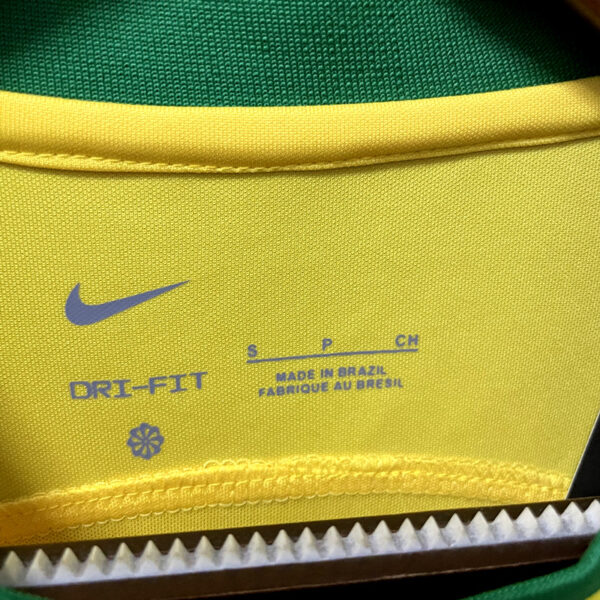 S P CH
DRI-FIT
MADE IN BRAZIL
FABRIQUE AU BRESIL